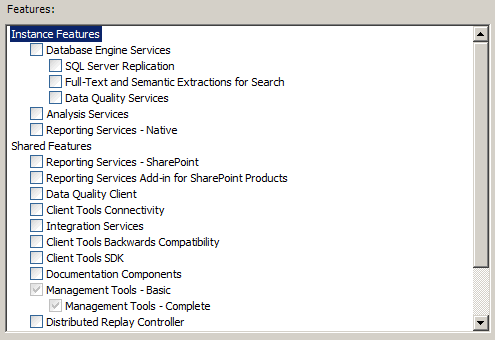 Features:
Instance Features
Database Engine Services
SQL Server Replication
Full-Text and Semantic Extractions for Search
Data Quality Services
Analysis Services
Reporting Services - Native
Shared Features
Reporting Services - SharePoint
Reporting Services Add-in for SharePoint Products
Data Quality Client
Client Tools Connectivity
Integration Services
Client Tools Backwards Compatibility
Client Tools SDK
Documentation Components
Management Tools - Basic
Management Tools - Complete
Distributed Replay Controller